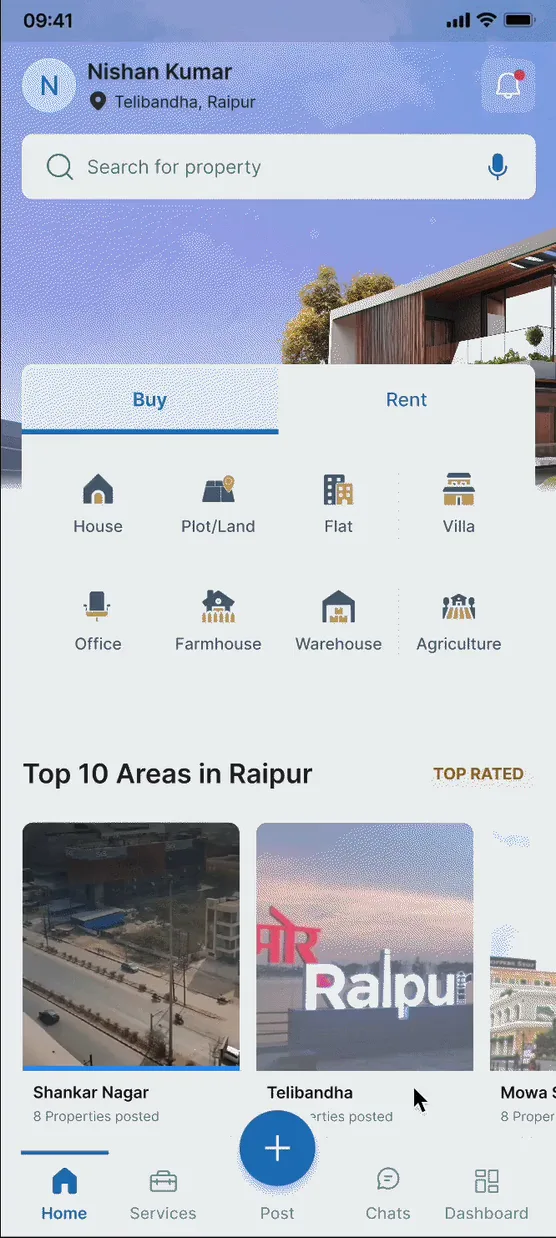 09:41
N
Nishan Kumar
Telibandha, Raipur
Search for property
Buy
Rent
House
Plot/Land
Flat
Villa
Office
Farmhouse
Warehouse
Agriculture
Top 10 Areas in Raipur
TOP RATED
मोर
Raipu
Shankar Nagar
8 Properties posted
Telibandha
erties posted
Mowa S
8 Proper
Home
Services
Post
Chats
Dashboard